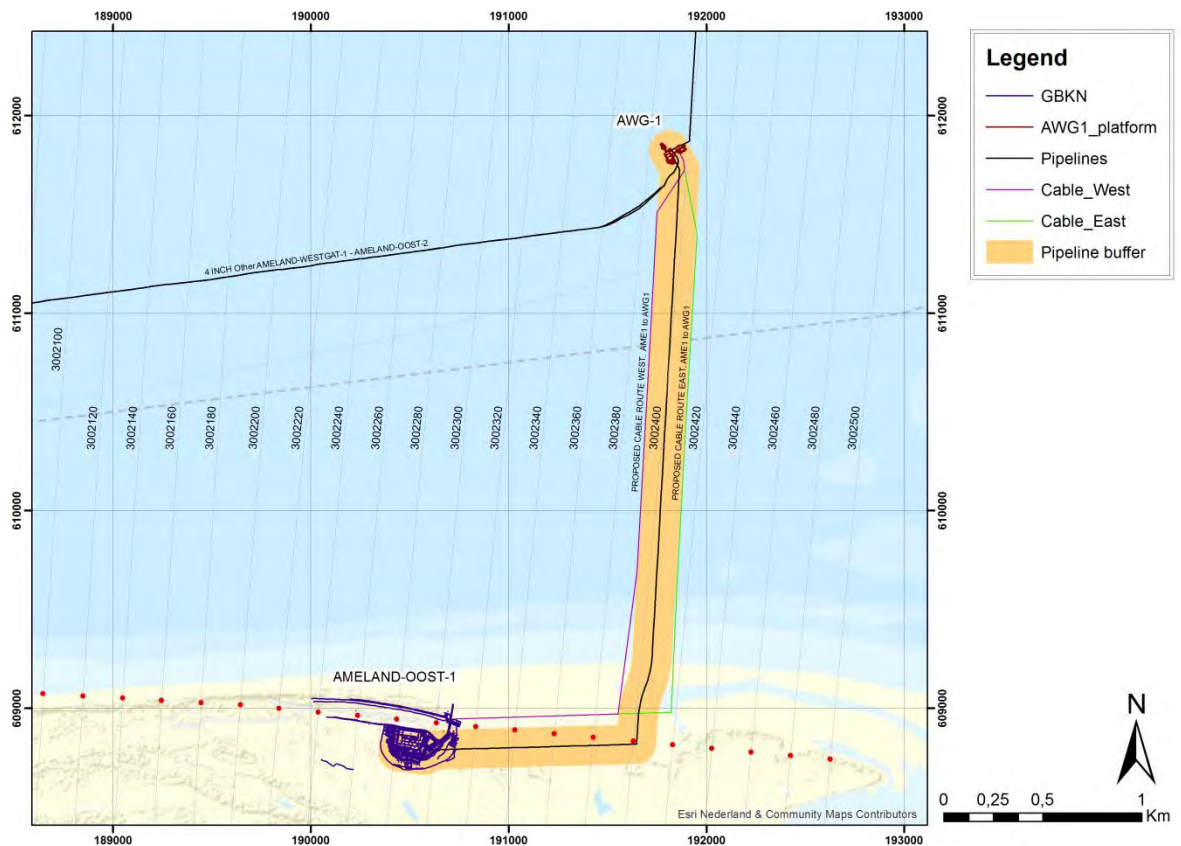 189000 190000 191000 192000 193000
Legend
GBKN
AWG1_platform
Pipelines
Cable_West
Cable_East
Pipeline buffer
612000 612000
AWG-1
4 INCH Other AMELAND-WESTGAT-1 - AMELAND-OOST-2
611000 611000
PROPOSED CABLE ROUTE WEST. AME1 to AWG1
PROPOSED CABLE ROUTE EAST. AME1 to AWG1
3002100
3002120
3002140
3002160
3002180
3002200
3002220
3002240
3002260
3002280
3002300
3002320
3002340
3002360
3002380
3002400
3002420
3002440
3002460
3002480
3002500
610000 610000
AMELAND-OOST-1
609000 609000
N
0 0,25 0,5 1
Km
Esri Nederland & Community Maps Contributors
189000 190000 191000 192000 193000